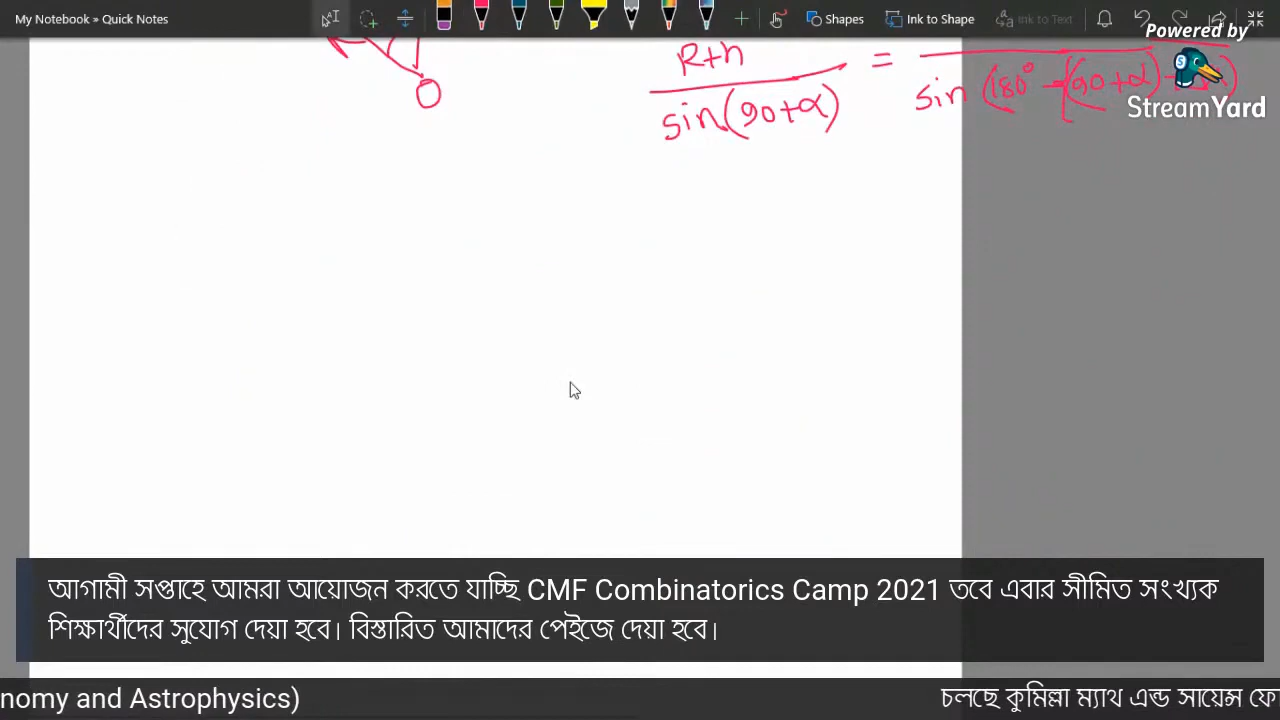 My Notebook » Quick Notes
Shapes
Ink to Shape
Ink to Text
Powered by
StreamYard
R+h
=
sin(90+α)
sin (180° - (90+α) -
O
আগামী সপ্তাহে আমরা আয়োজন করতে যাচ্ছি CMF Combinatorics Camp 2021 তবে এবার সীমিত সংখ্যক
শিক্ষার্থীদের সুযোগ দেয়া হবে। বিস্তারিত আমাদের পেইজে দেয়া হবে।
nomy and Astrophysics)
চলছে কুমিল্লা ম্যাথ এন্ড সায়েন্স ফে